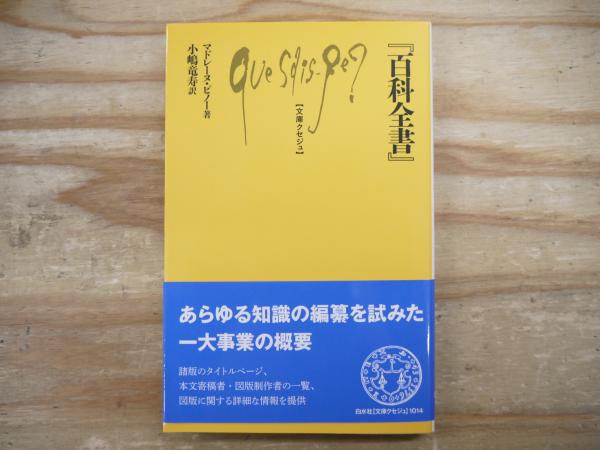 『百科全書』
Que sais-je?
【文庫クセジュ】
マドレーヌ・ピノー著
小嶋竜寿訳
あらゆる知識の編纂を試みた
一大事業の概要
諸版のタイトルページ、
本文寄稿者・図版制作者の一覧、
図版に関する詳細な情報を提供
白水社【文庫クセジュ】1014